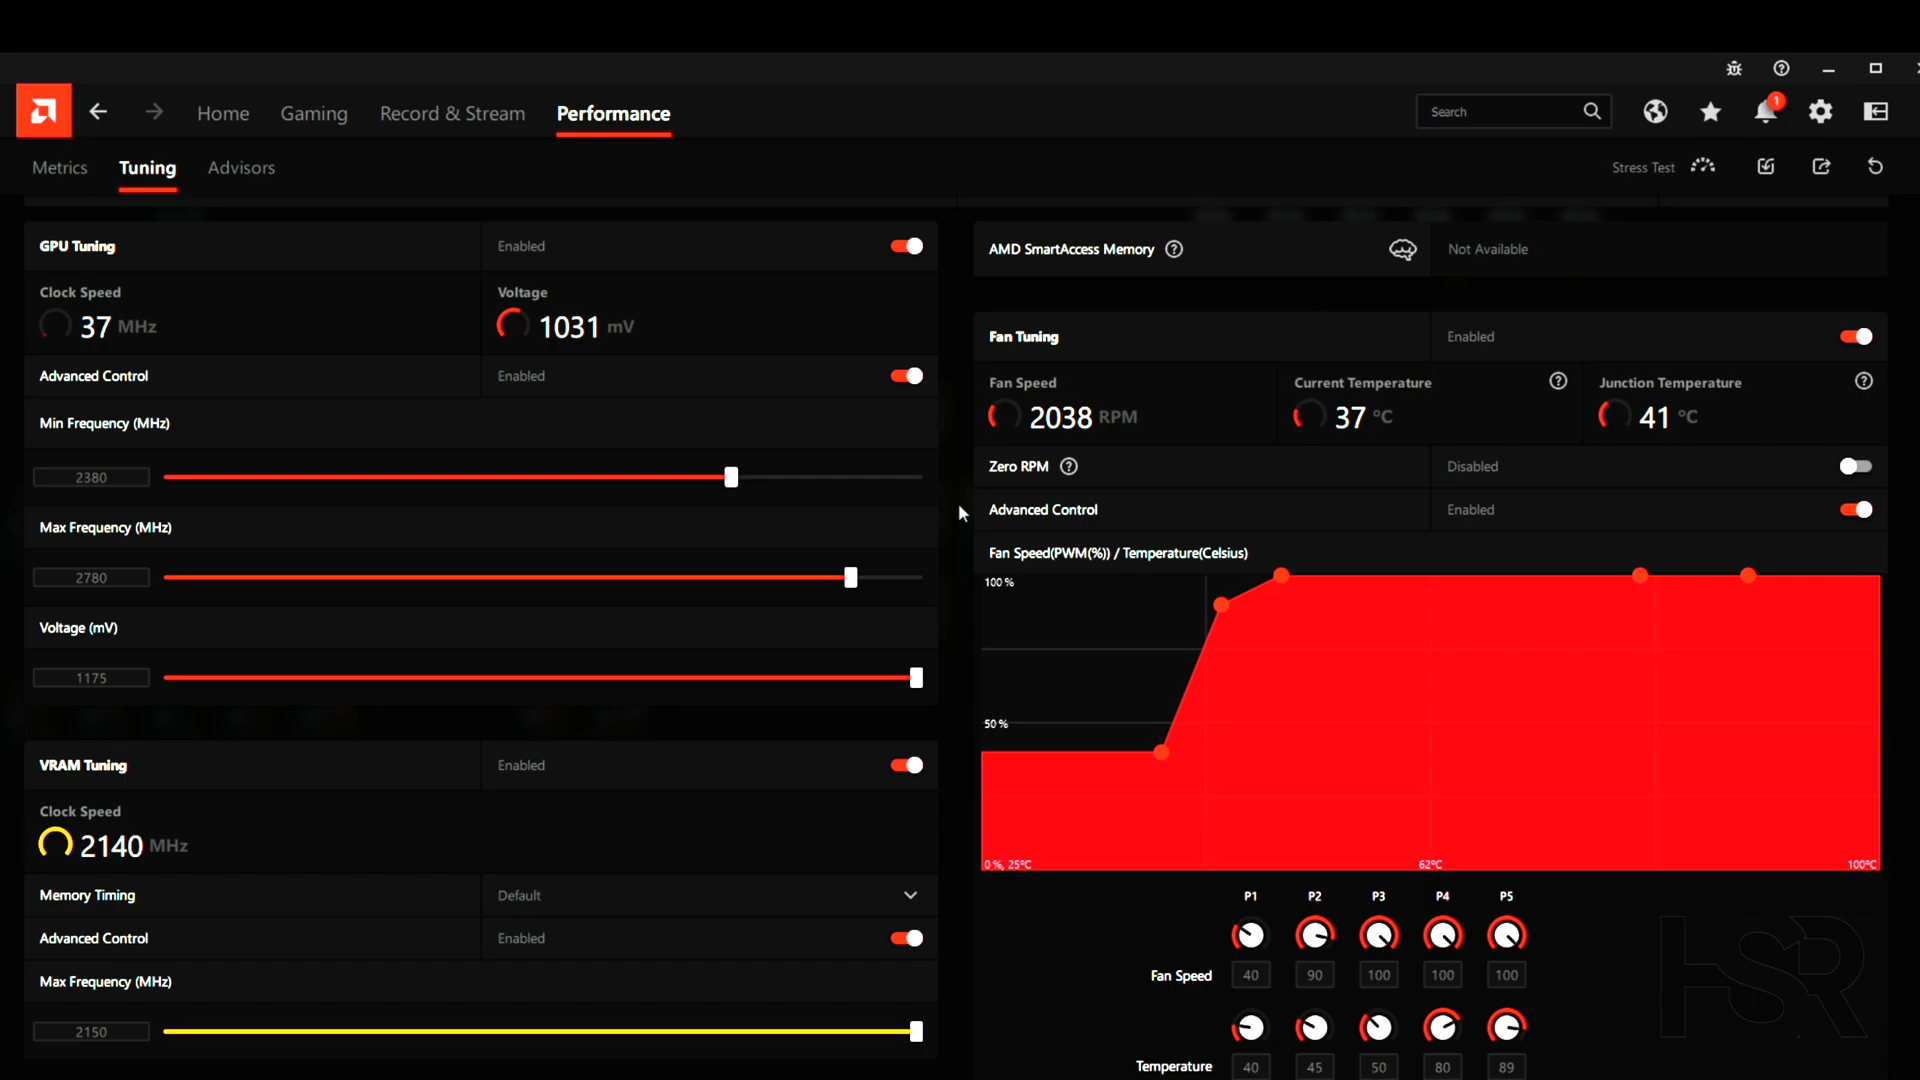 Home
Gaming
Record & Stream
Performance
Search
1
Metrics
Tuning
Advisors
Stress Test
GPU Tuning
Enabled
Clock Speed
37 MHz
Voltage
1031 mV
Advanced Control
Enabled
Min Frequency (MHz)
2380
Max Frequency (MHz)
2780
Voltage (mV)
1175
VRAM Tuning
Enabled
Clock Speed
2140 MHz
Memory Timing
Default
Advanced Control
Enabled
Max Frequency (MHz)
2150
AMD SmartAccess Memory
Not Available
Fan Tuning
Enabled
Fan Speed
2038 RPM
Current Temperature
37 °C
Junction Temperature
41 °C
Zero RPM
Disabled
Advanced Control
Enabled
Fan Speed(PWM(%)) / Temperature(Celsius)
100 %
50 %
0 %, 25°C
62°C
100°C
P1 P2 P3 P4 P5
Fan Speed 40 90 100 100 100
Temperature 40 45 50 80 89
HSR